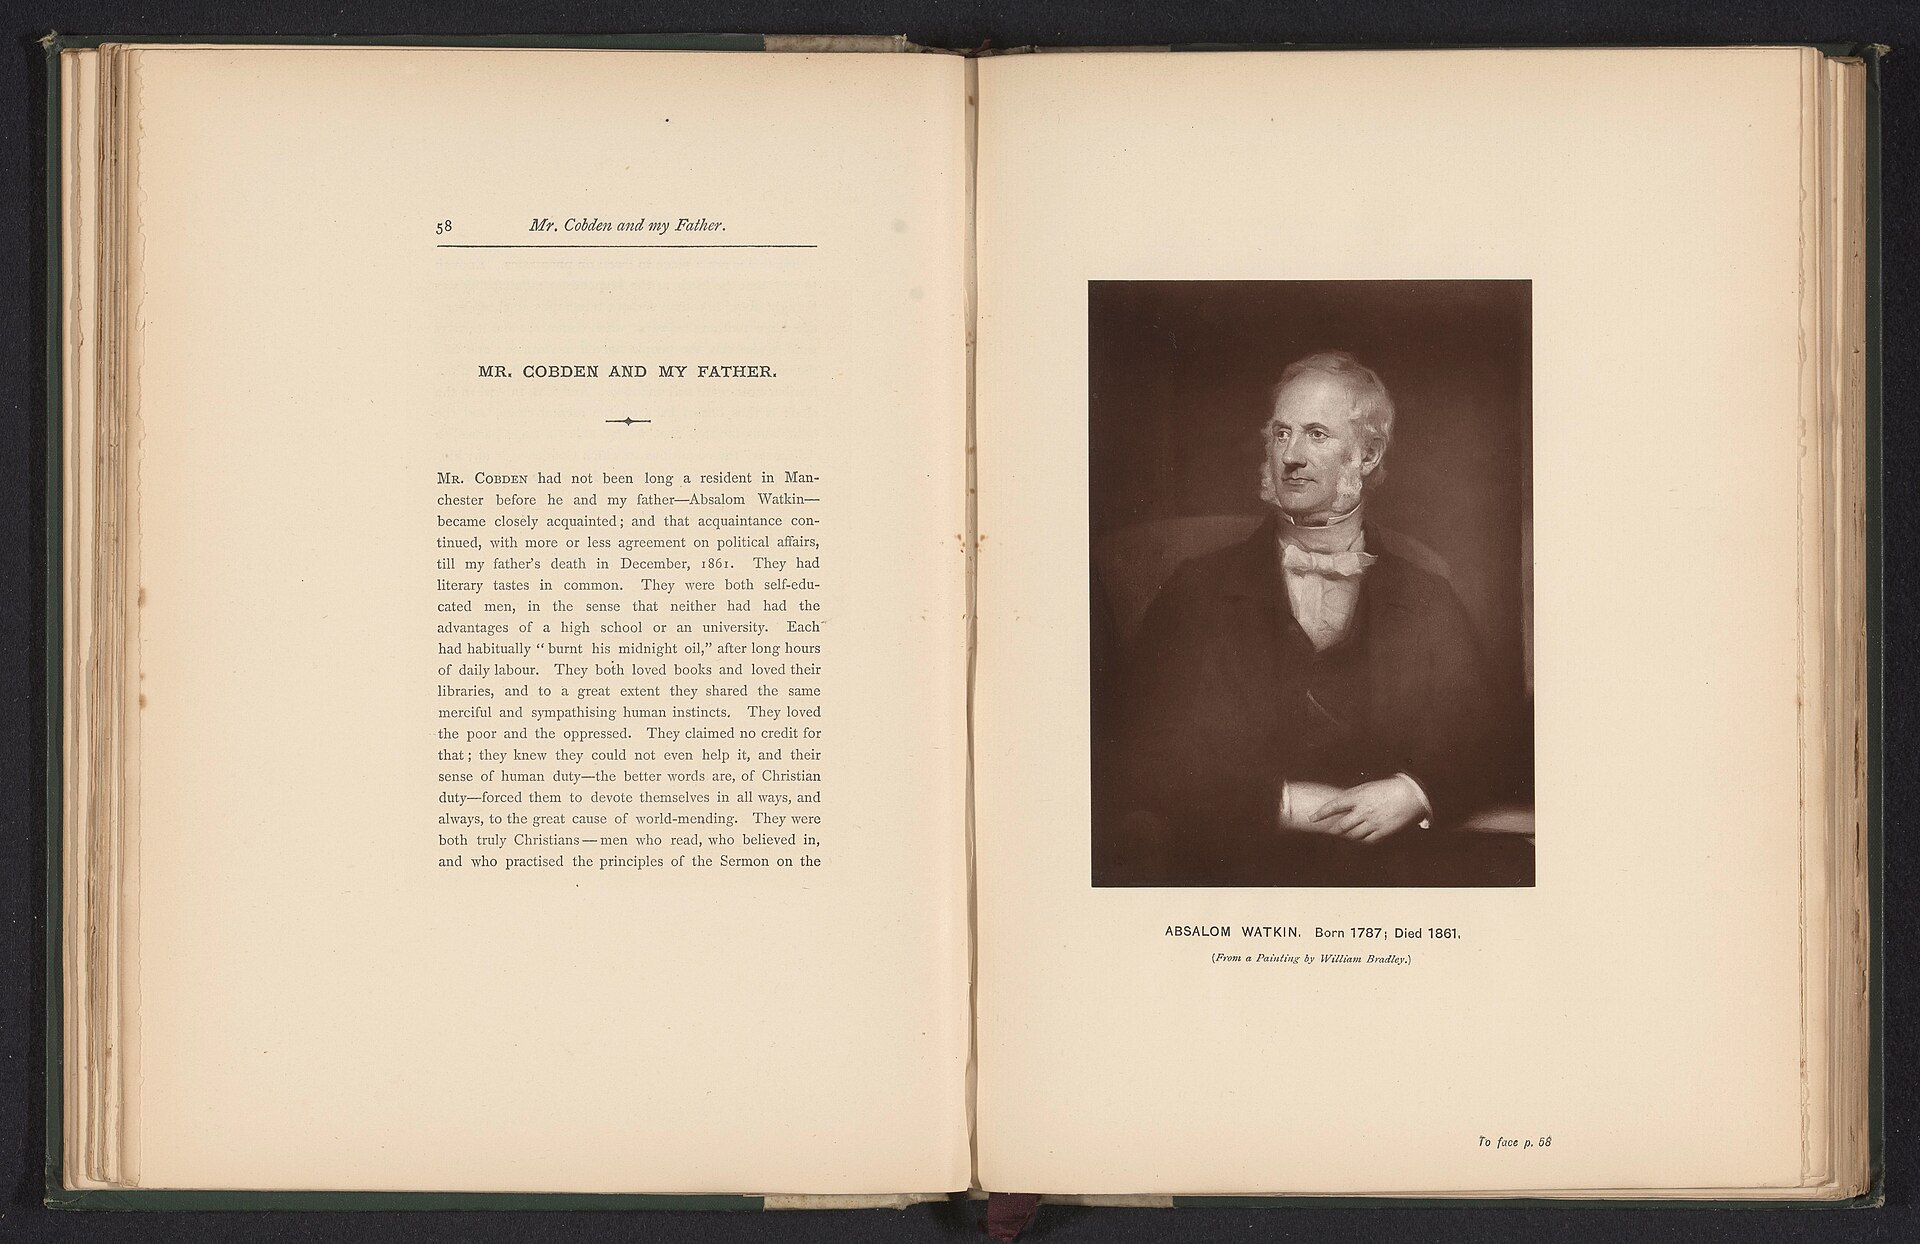 58 Mr. Cobden and my Father.
MR. COBDEN AND MY FATHER.
MR. COBDEN had not been long a resident in Man-
chester before he and my father—Absalom Watkin—
became closely acquainted; and that acquaintance con-
tinued, with more or less agreement on political affairs,
till my father's death in December, 1861. They had
literary tastes in common. They were both self-edu-
cated men, in the sense that neither had had the
advantages of a high school or an university. Each
had habitually "burnt his midnight oil," after long hours
of daily labour. They both loved books and loved their
libraries, and to a great extent they shared the same
merciful and sympathising human instincts. They loved
the poor and the oppressed. They claimed no credit for
that; they knew they could not even help it, and their
sense of human duty—the better words are, of Christian
duty—forced them to devote themselves in all ways, and
always, to the great cause of world-mending. They were
both truly Christians—men who read, who believed in,
and who practised the principles of the Sermon on the
ABSALOM WATKIN. Born 1787; Died 1861.
(From a Painting by William Bradley.)
To face p. 58